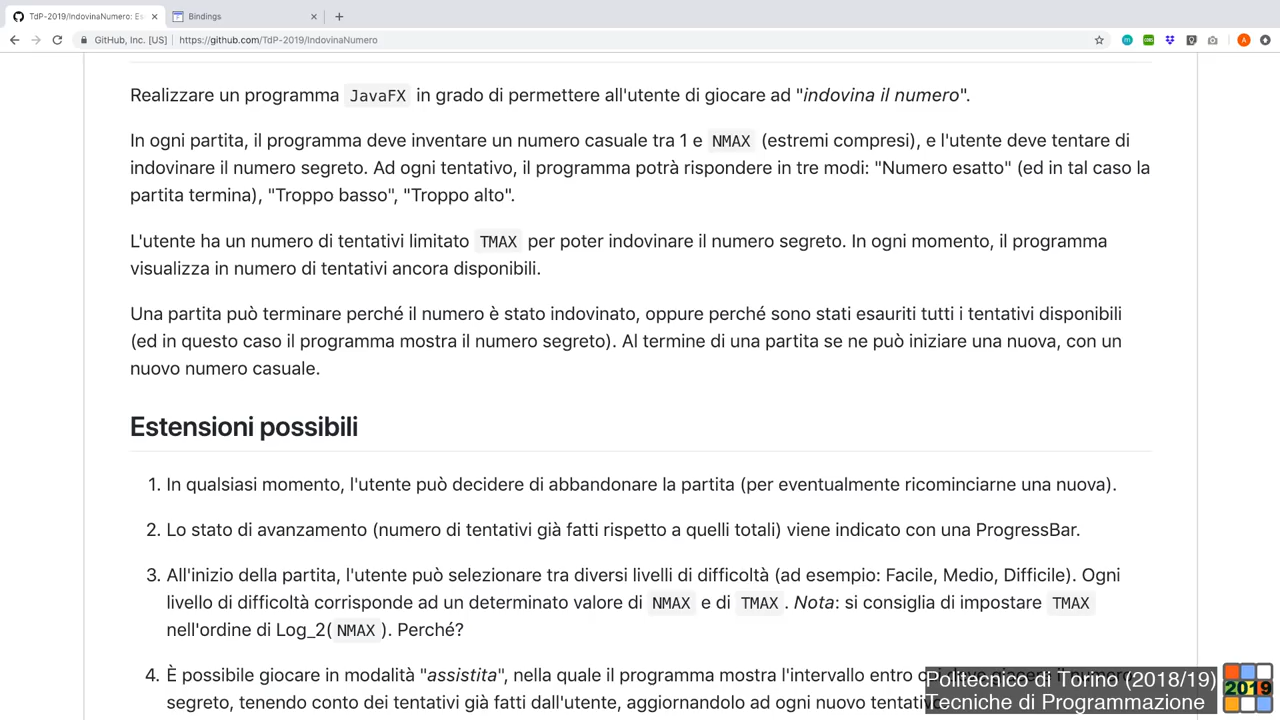 TdP-2019/IndovinaNumero: Es
Bindings
GitHub, Inc. [US] https://github.com/TdP-2019/IndovinaNumero
Realizzare un programma JavaFX in grado di permettere all'utente di giocare ad "indovina il numero".
In ogni partita, il programma deve inventare un numero casuale tra 1 e NMAX (estremi compresi), e l'utente deve tentare di
indovinare il numero segreto. Ad ogni tentativo, il programma potrà rispondere in tre modi: "Numero esatto" (ed in tal caso la
partita termina), "Troppo basso", "Troppo alto".
L'utente ha un numero di tentativi limitato TMAX per poter indovinare il numero segreto. In ogni momento, il programma
visualizza in numero di tentativi ancora disponibili.
Una partita può terminare perché il numero è stato indovinato, oppure perché sono stati esauriti tutti i tentativi disponibili
(ed in questo caso il programma mostra il numero segreto). Al termine di una partita se ne può iniziare una nuova, con un
nuovo numero casuale.
Estensioni possibili
1. In qualsiasi momento, l'utente può decidere di abbandonare la partita (per eventualmente ricominciarne una nuova).
2. Lo stato di avanzamento (numero di tentativi già fatti rispetto a quelli totali) viene indicato con una ProgressBar.
3. All'inizio della partita, l'utente può selezionare tra diversi livelli di difficoltà (ad esempio: Facile, Medio, Difficile). Ogni
livello di difficoltà corrisponde ad un determinato valore di NMAX e di TMAX. Nota: si consiglia di impostare TMAX
nell'ordine di Log_2( NMAX ). Perché?
4. È possibile giocare in modalità "assistita", nella quale il programma mostra l'intervallo entro
segreto, tenendo conto dei tentativi già fatti dall'utente, aggiornandolo ad ogni nuovo
Politecnico di Torino (2018/19)
Tecniche di Programmazione
2019